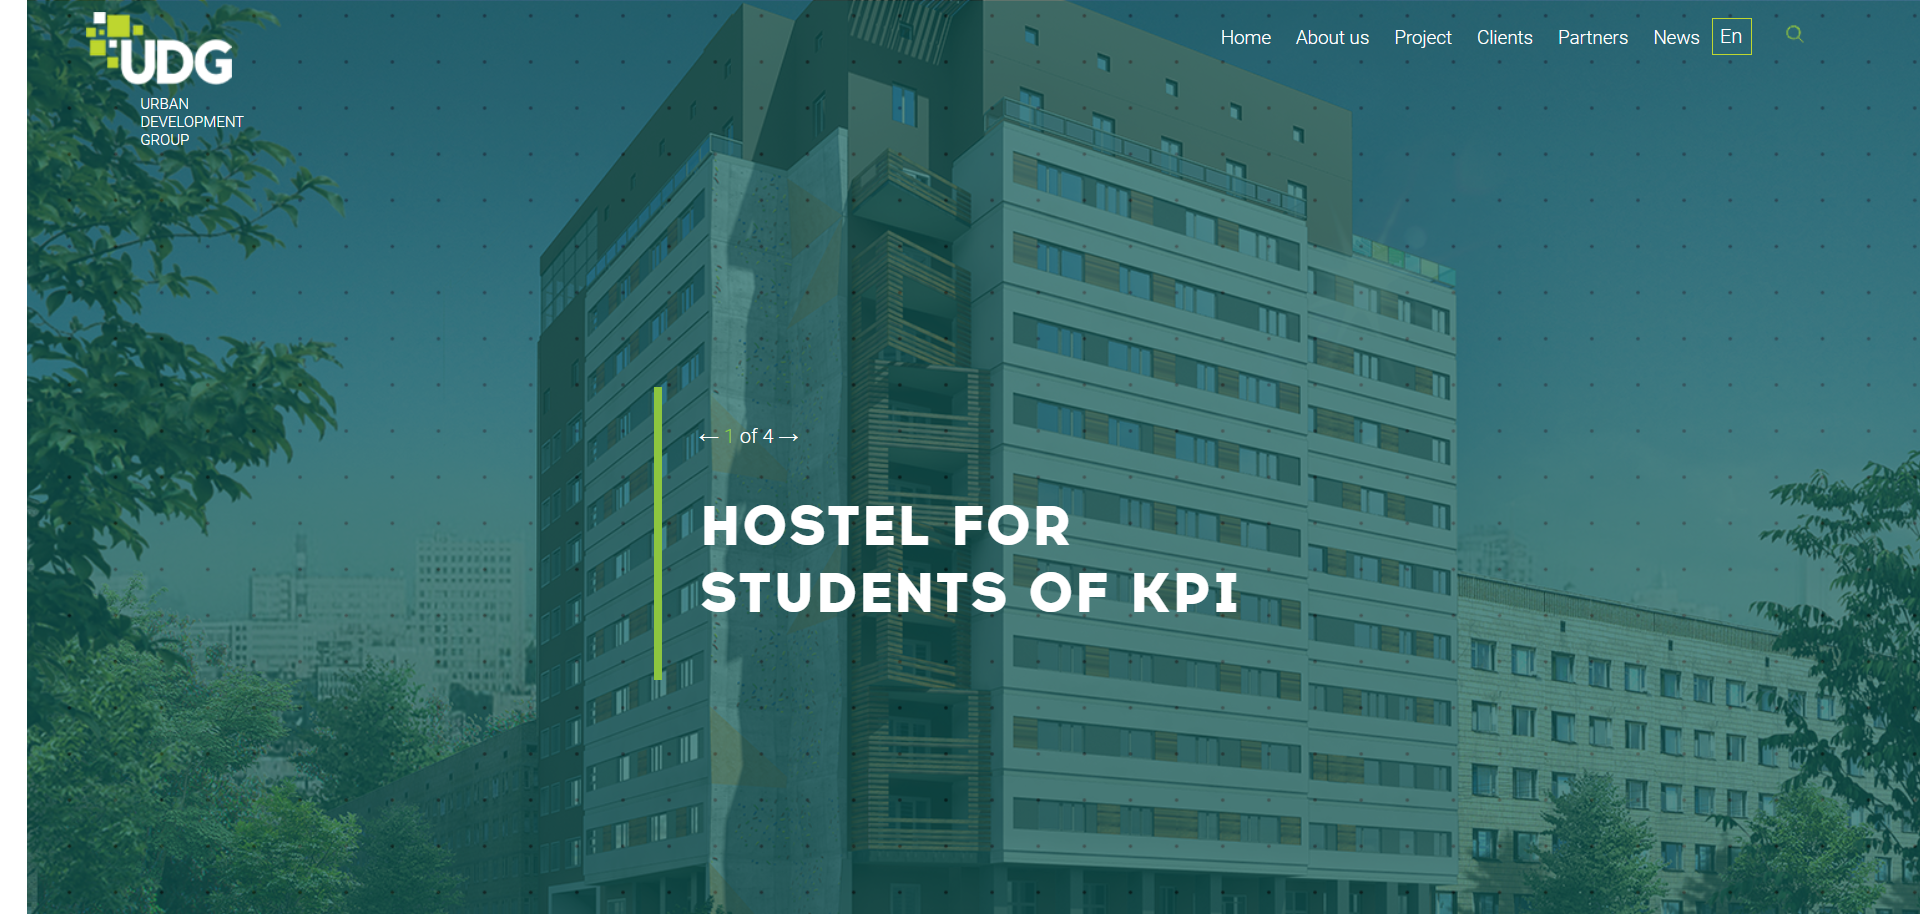 UDG
URBAN
DEVELOPMENT
GROUP
Home About us Project Clients Partners News En
← 1 of 4 →
HOSTEL FOR
STUDENTS OF KPI